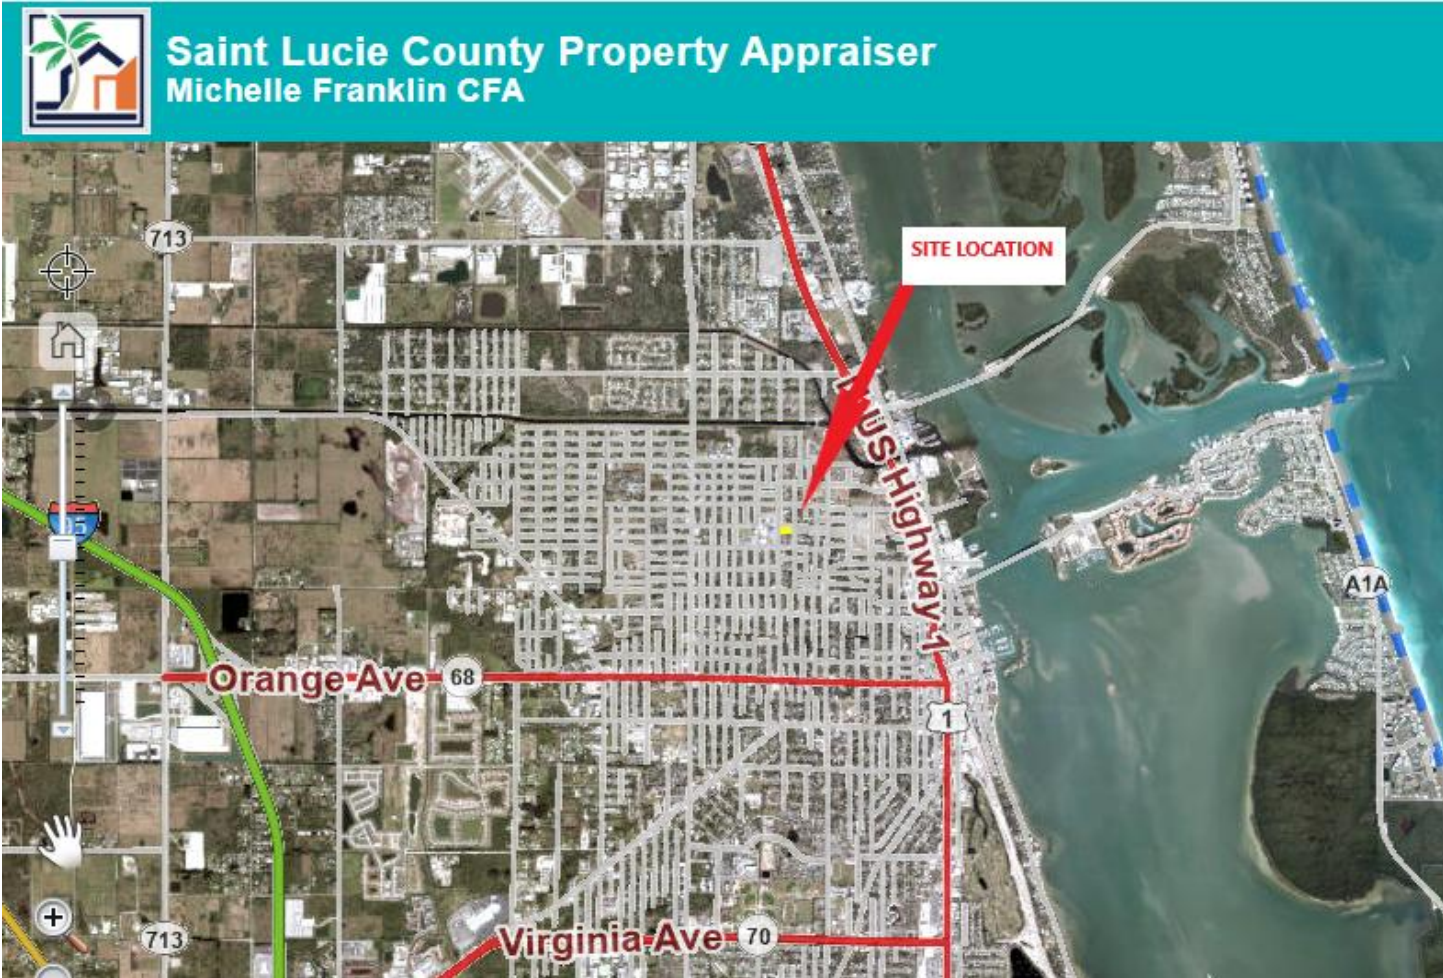 Saint Lucie County Property Appraiser
Michelle Franklin CFA
713
SITE LOCATION
US Highway 1
95
A1A
Orange Ave
68
1
713
Virginia Ave
70